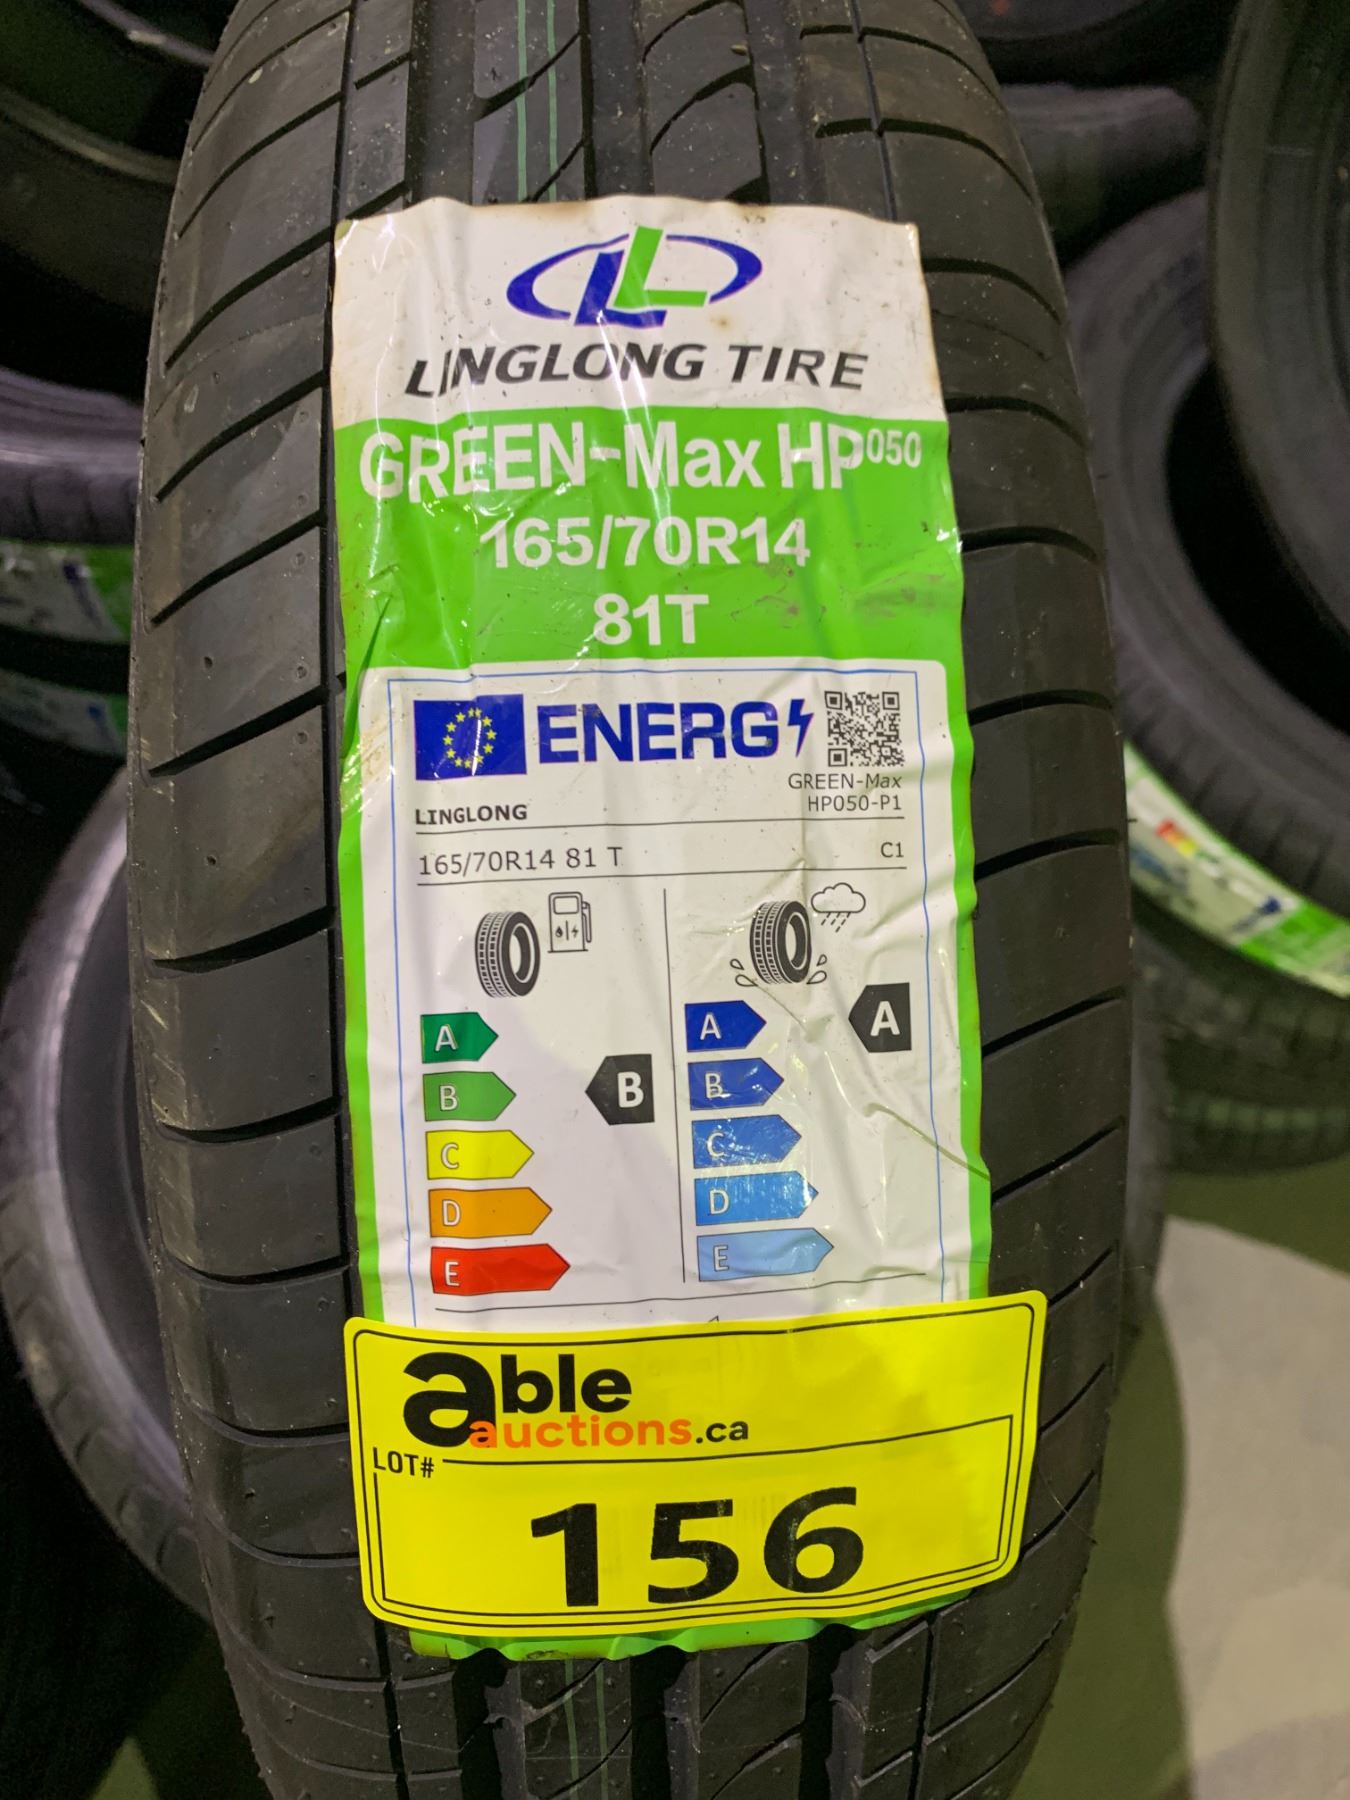 LL
LINGLONG TIRE
GREEN-Max HP050
165/70R14
81T
ENERG
GREEN-Max
HP050-P1
LINGLONG
165/70R14 81 T
C1
A
B
C
D
E
B
A
B
C
D
E
A
able
auctions.ca
LOT#
156